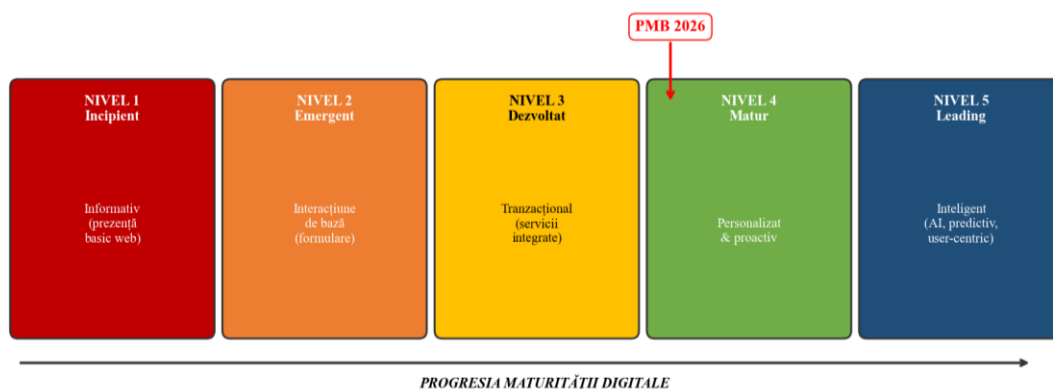 PMB 2026
NIVEL 1
Incipient
Informativ
(prezență
basic web)
NIVEL 2
Emergent
Interacțiune
de bază
(formulare)
NIVEL 3
Dezvoltat
Tranzacțional
(servicii
integrate)
NIVEL 4
Matur
Personalizat
& proactiv
NIVEL 5
Leading
Inteligent
(AI, predictiv,
user-centric)
PROGRESIA MATURITĂȚII DIGITALE